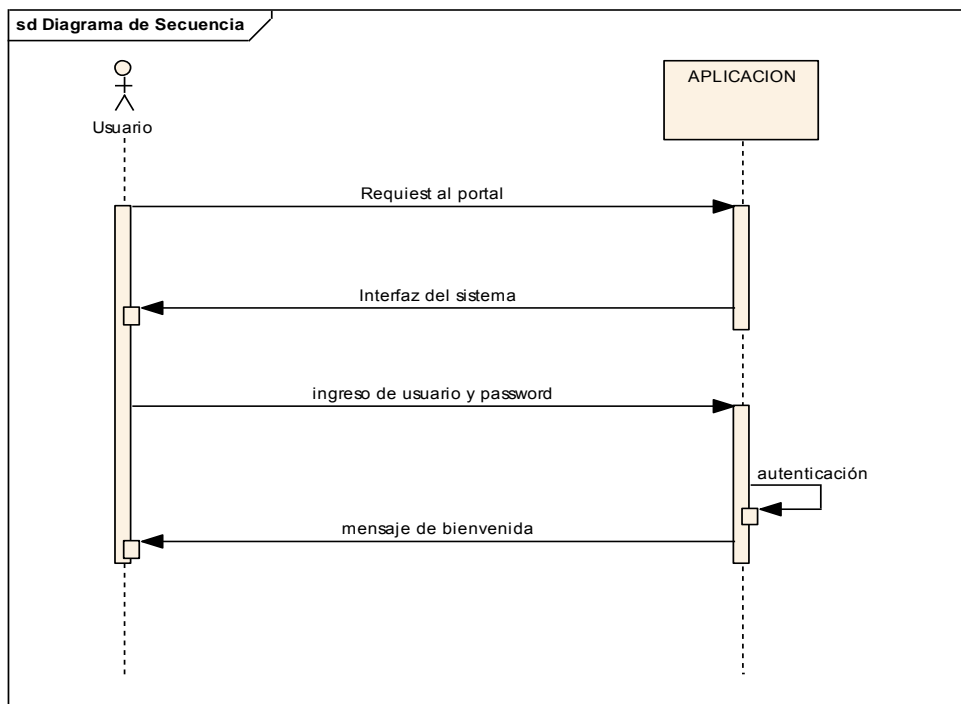 sd Diagrama de Secuencia
Usuario
APLICACION
Requiest al portal
Interfaz del sistema
ingreso de usuario y password
autenticación
mensaje de bienvenida